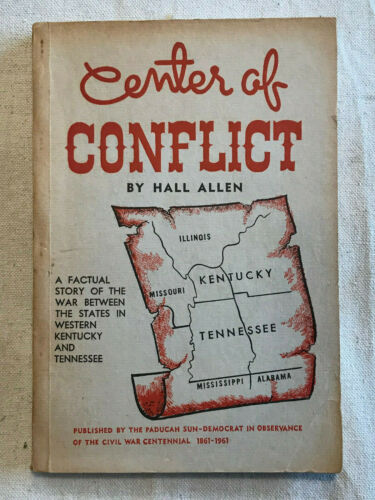 Center of
CONFLICT
BY HALL ALLEN
A FACTUAL
STORY OF THE
WAR BETWEEN
THE STATES IN
WESTERN
KENTUCKY
AND
TENNESSEE
ILLINOIS
MISSOURI
KENTUCKY
TENNESSEE
MISSISSIPPI
ALABAMA
PUBLISHED BY THE PADUCAH SUN-DEMOCRAT IN OBSERVANCE
OF THE CIVIL WAR CENTENNIAL 1861-1961